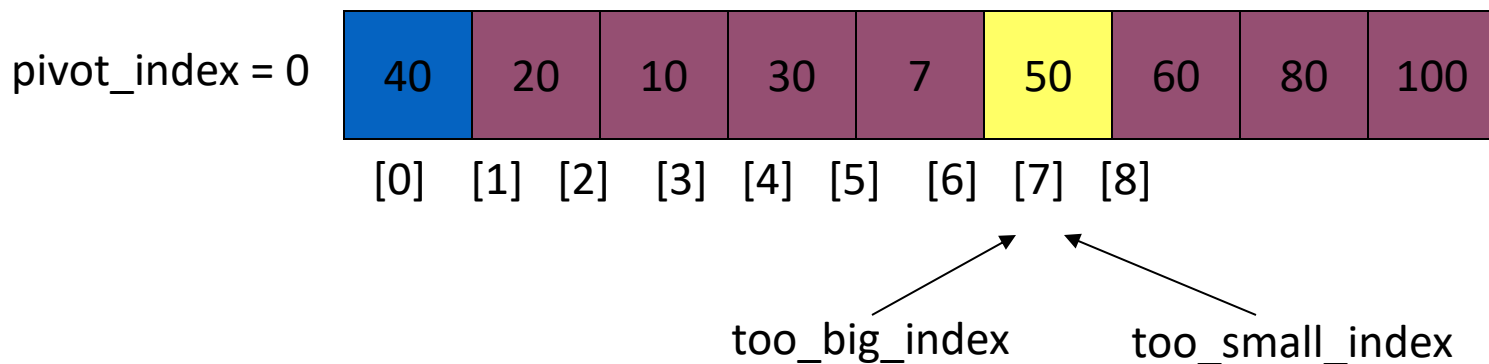 pivot_index = 0 40 20 10 30 7 50 60 80 100
[0] [1] [2] [3] [4] [5] [6] [7] [8]
too_big_index too_small_index